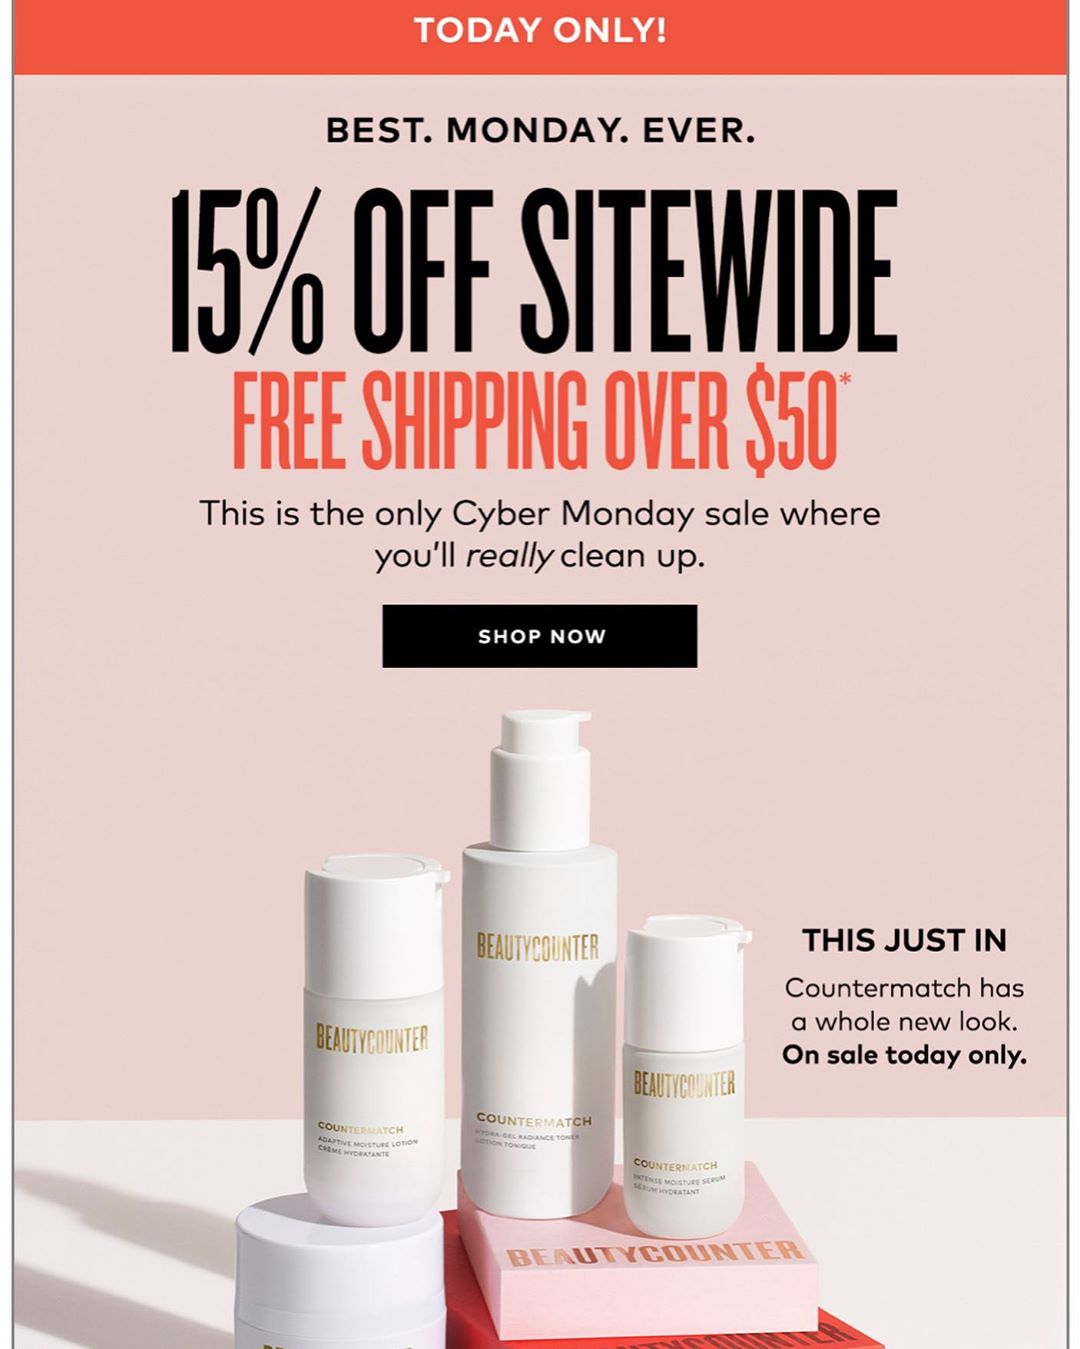 TODAY ONLY!
BEST. MONDAY. EVER.
15% OFF SITEWIDE
FREE SHIPPING OVER $50*
This is the only Cyber Monday sale where
you'll really clean up.
SHOP NOW
THIS JUST IN
Countermatch has
a whole new look.
On sale today only.
BEAUTYCOUNTER
COUNTERMATCH
ADAPTIVE MOISTURE LOTION
CRÈME HYDRATANTE
BEAUTYCOUNTER
COUNTERMATCH
HYDRA-GEL RADIANCE TONER
LOTION TONIQUE
BEAUTYCOUNTER
COUNTERMATCH
INTENSE MOISTURE SERUM
SÉRUM HYDRATANT
BEAUTYCOUNTER